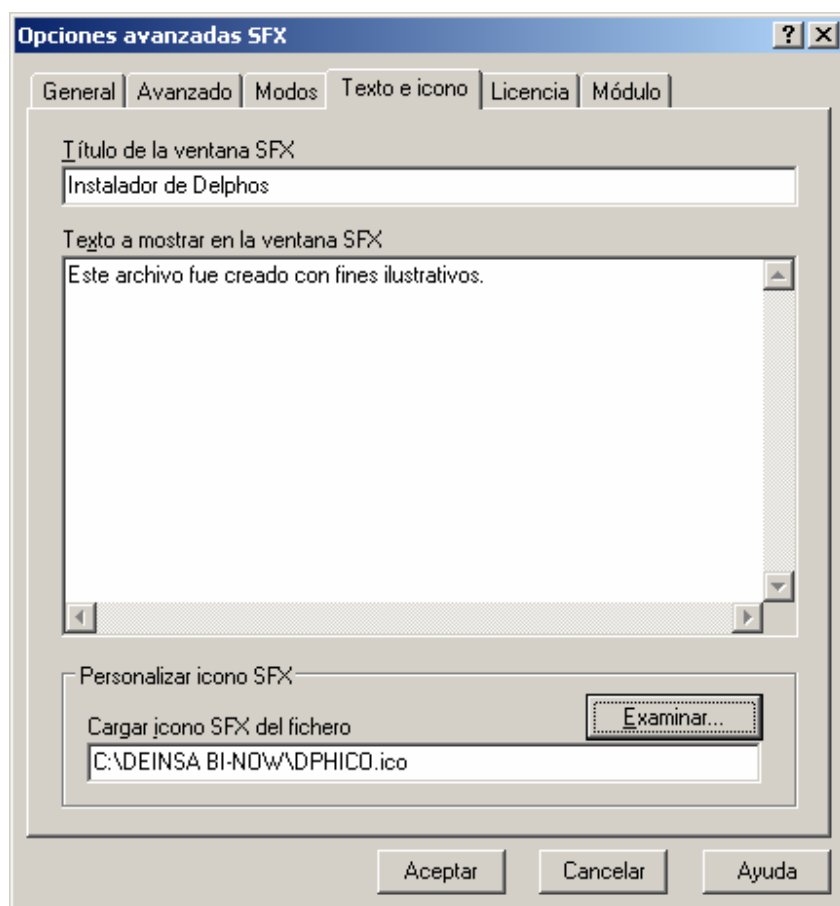 Opciones avanzadas SFX
General Avanzado Modos Texto e icono Licencia Módulo
Título de la ventana SFX
Instalador de Delphos
Texto a mostrar en la ventana SFX
Este archivo fue creado con fines ilustrativos.
Personalizar icono SFX
Examinar...
Cargar icono SFX del fichero
C:\DEINSA BI-NOW\DPHICO.ico
Aceptar Cancelar Ayuda